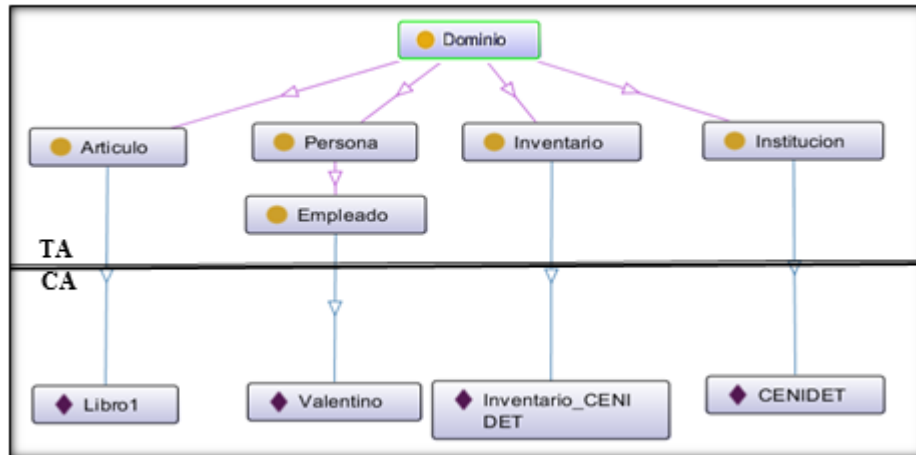 Dominio
Articulo
Persona
Inventario
Institucion
Empleado
TA
CA
Libro1
Valentino
Inventario_CENI
DET
CENIDET